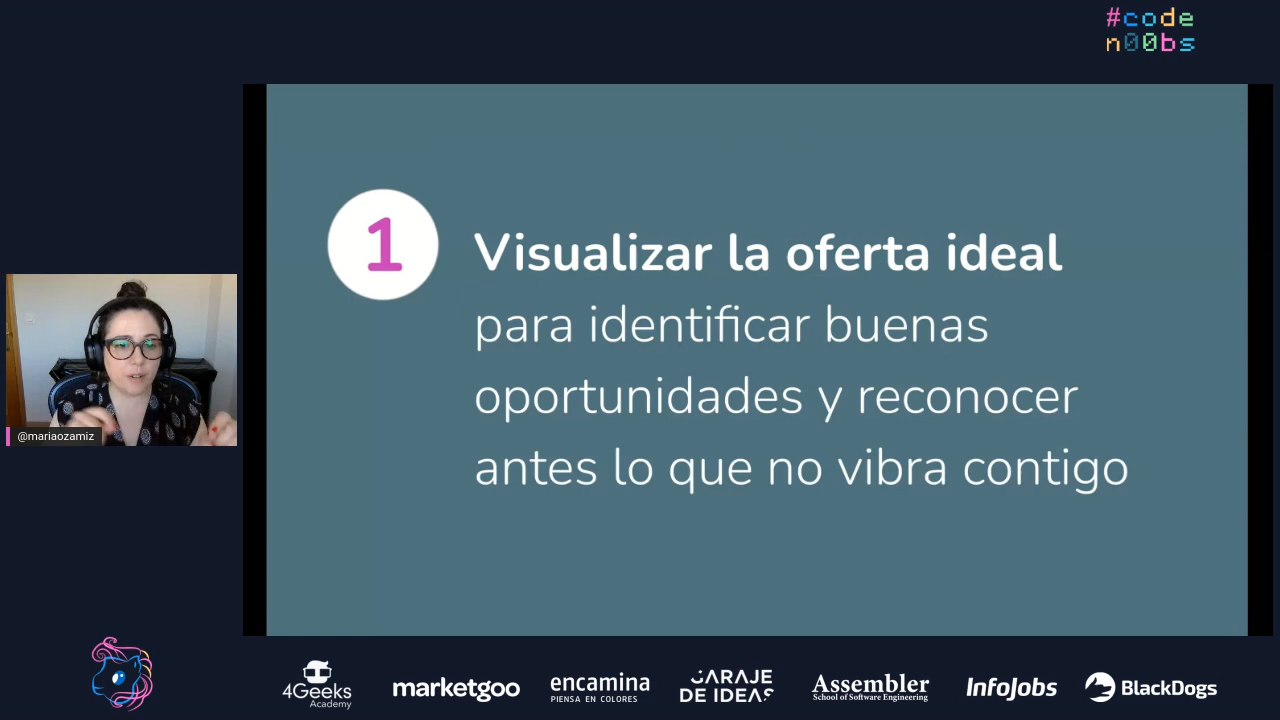 #code
n00bs
1
Visualizar la oferta ideal
para identificar buenas
oportunidades y reconocer
antes lo que no vibra contigo
@mariaozamiz
4Geeks
Academy
marketgoo
encamina
PIENSA EN COLORES
GARAJE
DE IDEAS
Assembler
School of Software Engineering
InfoJobs
BlackDogs